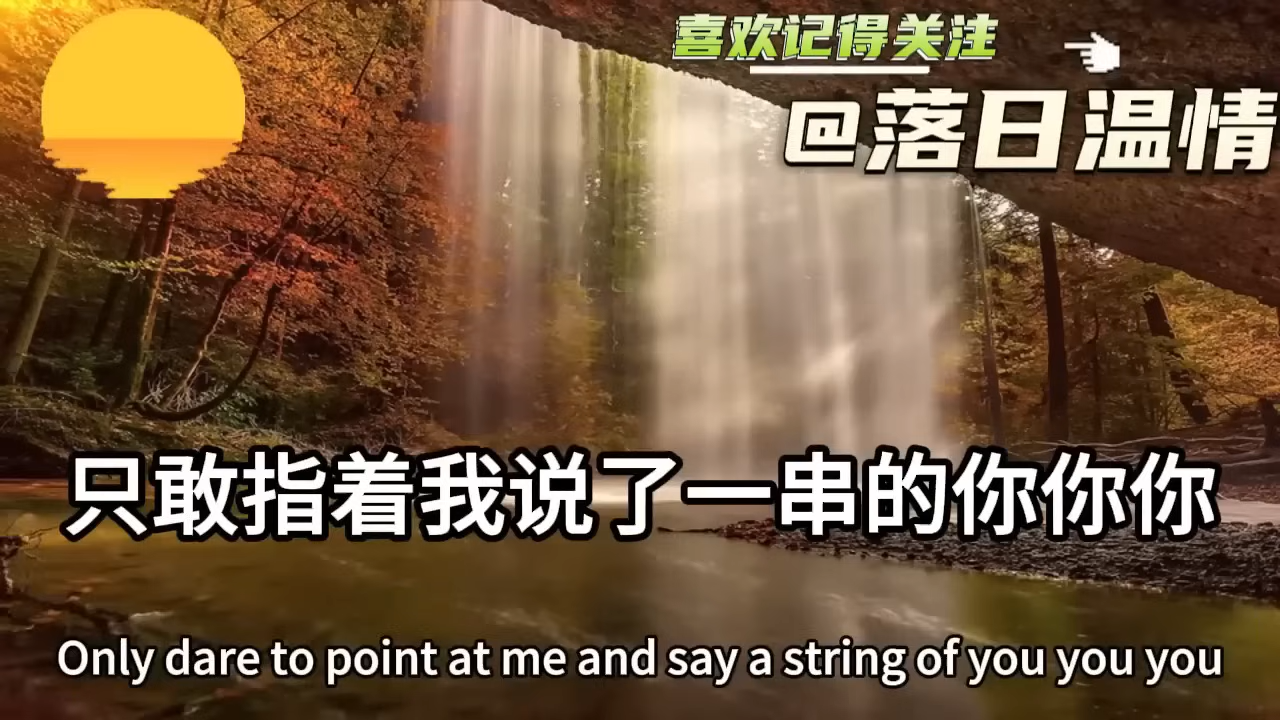 喜欢记得关注
@落日温情
只敢指着我说了一串的你你你
Only dare to point at me and say a string of you you you